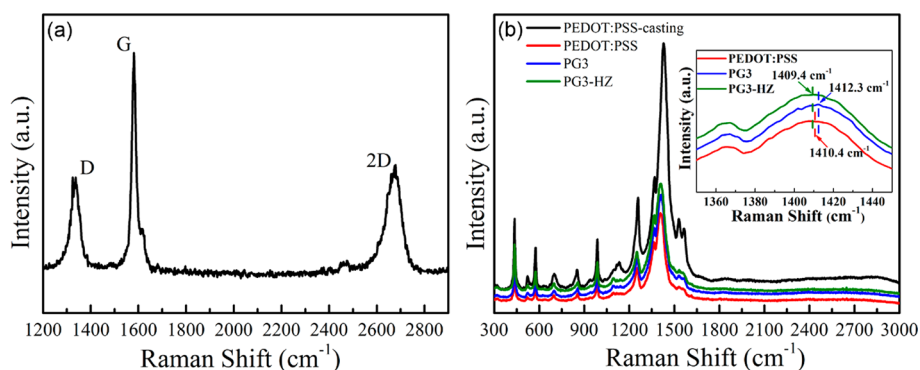 (a)
G
D
2D
Intensity (a.u.)
1200 1400 1600 1800 2000 2200 2400 2600 2800
Raman Shift (cm⁻¹)
(b)
PEDOT:PSS-casting
PEDOT:PSS
PG3
PG3-HZ
Intensity (a.u.)
300 600 900 1200 1500 1800 2100 2400 2700 3000
Raman Shift (cm⁻¹)
PEDOT:PSS
PG3
PG3-HZ
1409.4 cm⁻¹
1412.3 cm⁻¹
1410.4 cm⁻¹
Intensity (a.u.)
1360 1380 1400 1420 1440
Raman Shift (cm⁻¹)